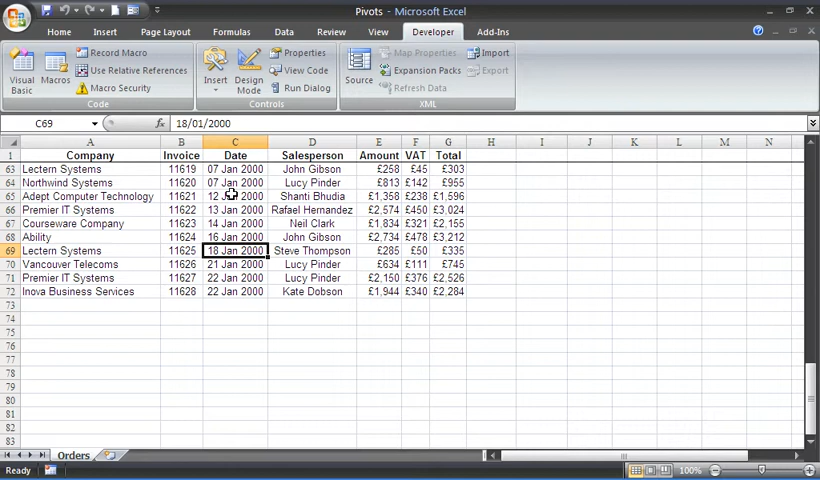 Pivots - Microsoft Excel
Home Insert Page Layout Formulas Data Review View Developer Add-Ins
Visual Basic
Macros
Record Macro
Use Relative References
Macro Security
Code
Insert
Design Mode
Properties
View Code
Run Dialog
Controls
Source
Map Properties
Expansion Packs
Refresh Data
Import
Export
XML
C69 fx 18/01/2000
A B C D E F G H I J K L M N
1 Company Invoice Date Salesperson Amount VAT Total
63 Lectern Systems 11619 07 Jan 2000 John Gibson £258 £45 £303
64 Northwind Systems 11620 07 Jan 2000 Lucy Pinder £813 £142 £955
65 Adept Computer Technology 11621 12 Jan 2000 Shanti Bhudia £1,358 £238 £1,596
66 Premier IT Systems 11622 13 Jan 2000 Rafael Hernandez £2,574 £450 £3,024
67 Courseware Company 11623 14 Jan 2000 Neil Clark £1,834 £321 £2,155
68 Ability 11624 16 Jan 2000 John Gibson £2,734 £478 £3,212
69 Lectern Systems 11625 18 Jan 2000 Steve Thompson £285 £50 £335
70 Vancouver Telecoms 11626 21 Jan 2000 Lucy Pinder £634 £111 £745
71 Premier IT Systems 11627 22 Jan 2000 Lucy Pinder £2,150 £376 £2,526
72 Inova Business Services 11628 22 Jan 2000 Kate Dobson £1,944 £340 £2,284
73
74
75
76
77
78
79
80
81
82
83
Orders
Ready 100%